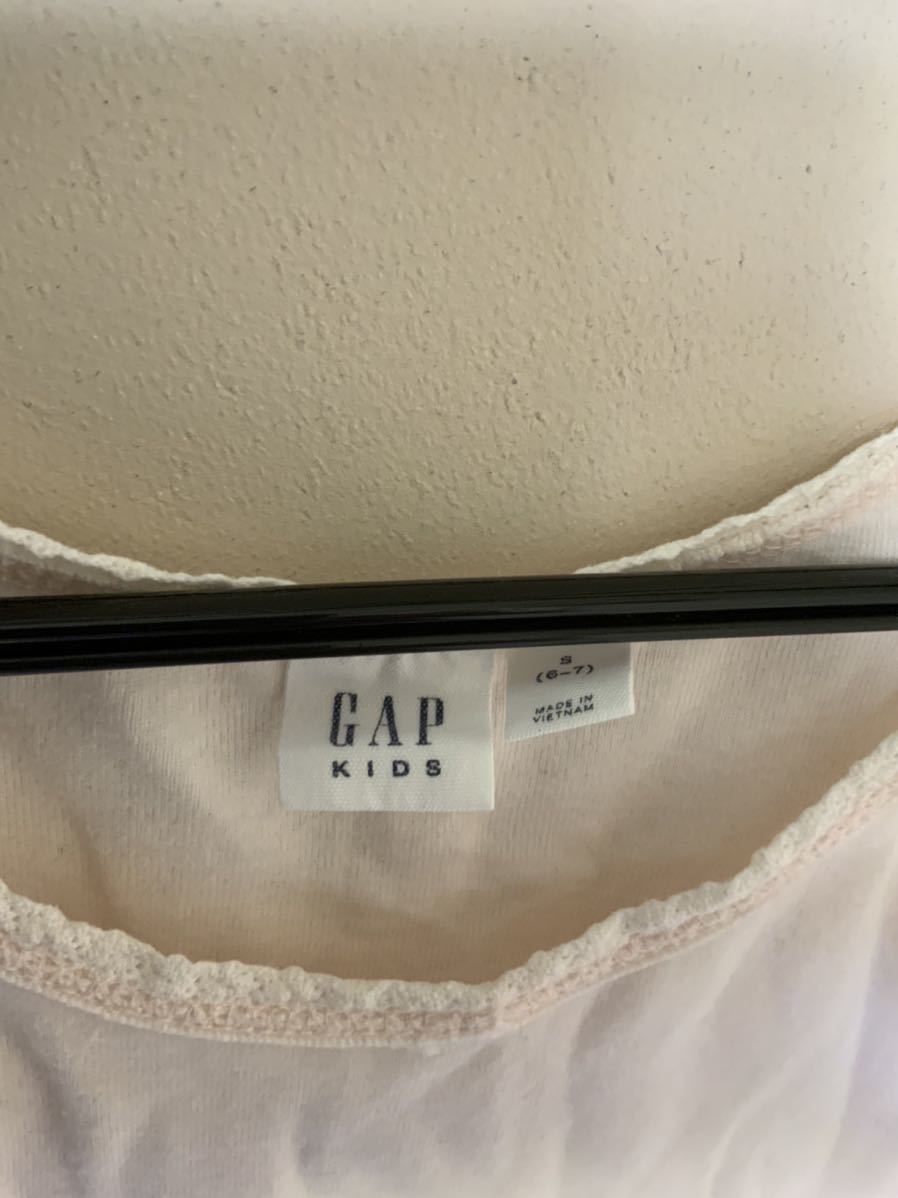 GAP
KIDS
S
(6-7)
MADE IN
VIETNAM